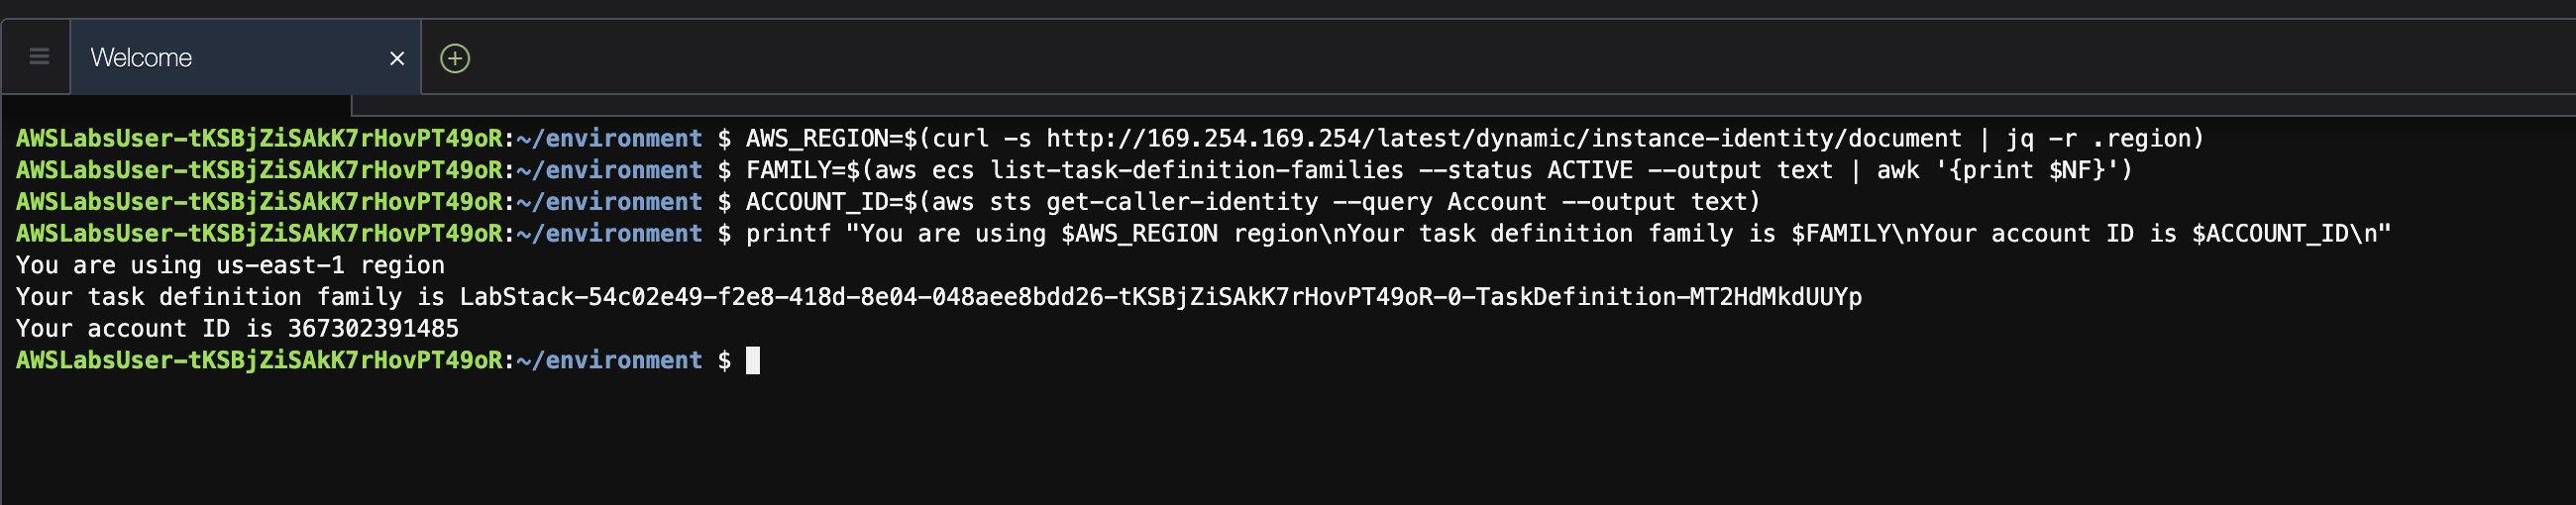 Welcome
AWSLabsUser-tKSBjZiSAkK7rHovPT49oR:~/environment $ AWS_REGION=$(curl -s http://169.254.169.254/latest/dynamic/instance-identity/document | jq -r .region)
AWSLabsUser-tKSBjZiSAkK7rHovPT49oR:~/environment $ FAMILY=$(aws ecs list-task-definition-families --status ACTIVE --output text | awk '{print $NF}')
AWSLabsUser-tKSBjZiSAkK7rHovPT49oR:~/environment $ ACCOUNT_ID=$(aws sts get-caller-identity --query Account --output text)
AWSLabsUser-tKSBjZiSAkK7rHovPT49oR:~/environment $ printf "You are using $AWS_REGION region\nYour task definition family is $FAMILY\nYour account ID is $ACCOUNT_ID\n"
You are using us-east-1 region
Your task definition family is LabStack-54c02e49-f2e8-418d-8e04-048aee8bdd26-tKSBjZiSAkK7rHovPT49oR-0-TaskDefinition-MT2HdMkdUUYp
Your account ID is 367302391485
AWSLabsUser-tKSBjZiSAkK7rHovPT49oR:~/environment $